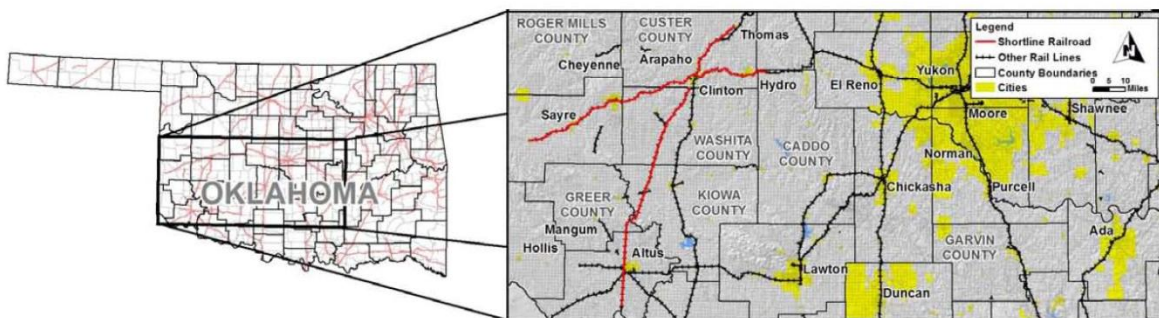 OKLAHOMA
ROGER MILLS
COUNTY
CUSTER
COUNTY
Thomas
Cheyenne
Arapaho
Clinton
Hydro
El Reno
Yukon
Sayre
Moore
Shawnee
WASHITA
COUNTY
CADDO
COUNTY
Norman
GREER
COUNTY
KIOWA
COUNTY
Chickasha
Purcell
Mangum
Hollis
Altus
Lawton
GARVIN
COUNTY
Ada
Duncan
Legend
Shortline Railroad
Other Rail Lines
County Boundaries
Cities
N
0 5 10
Miles